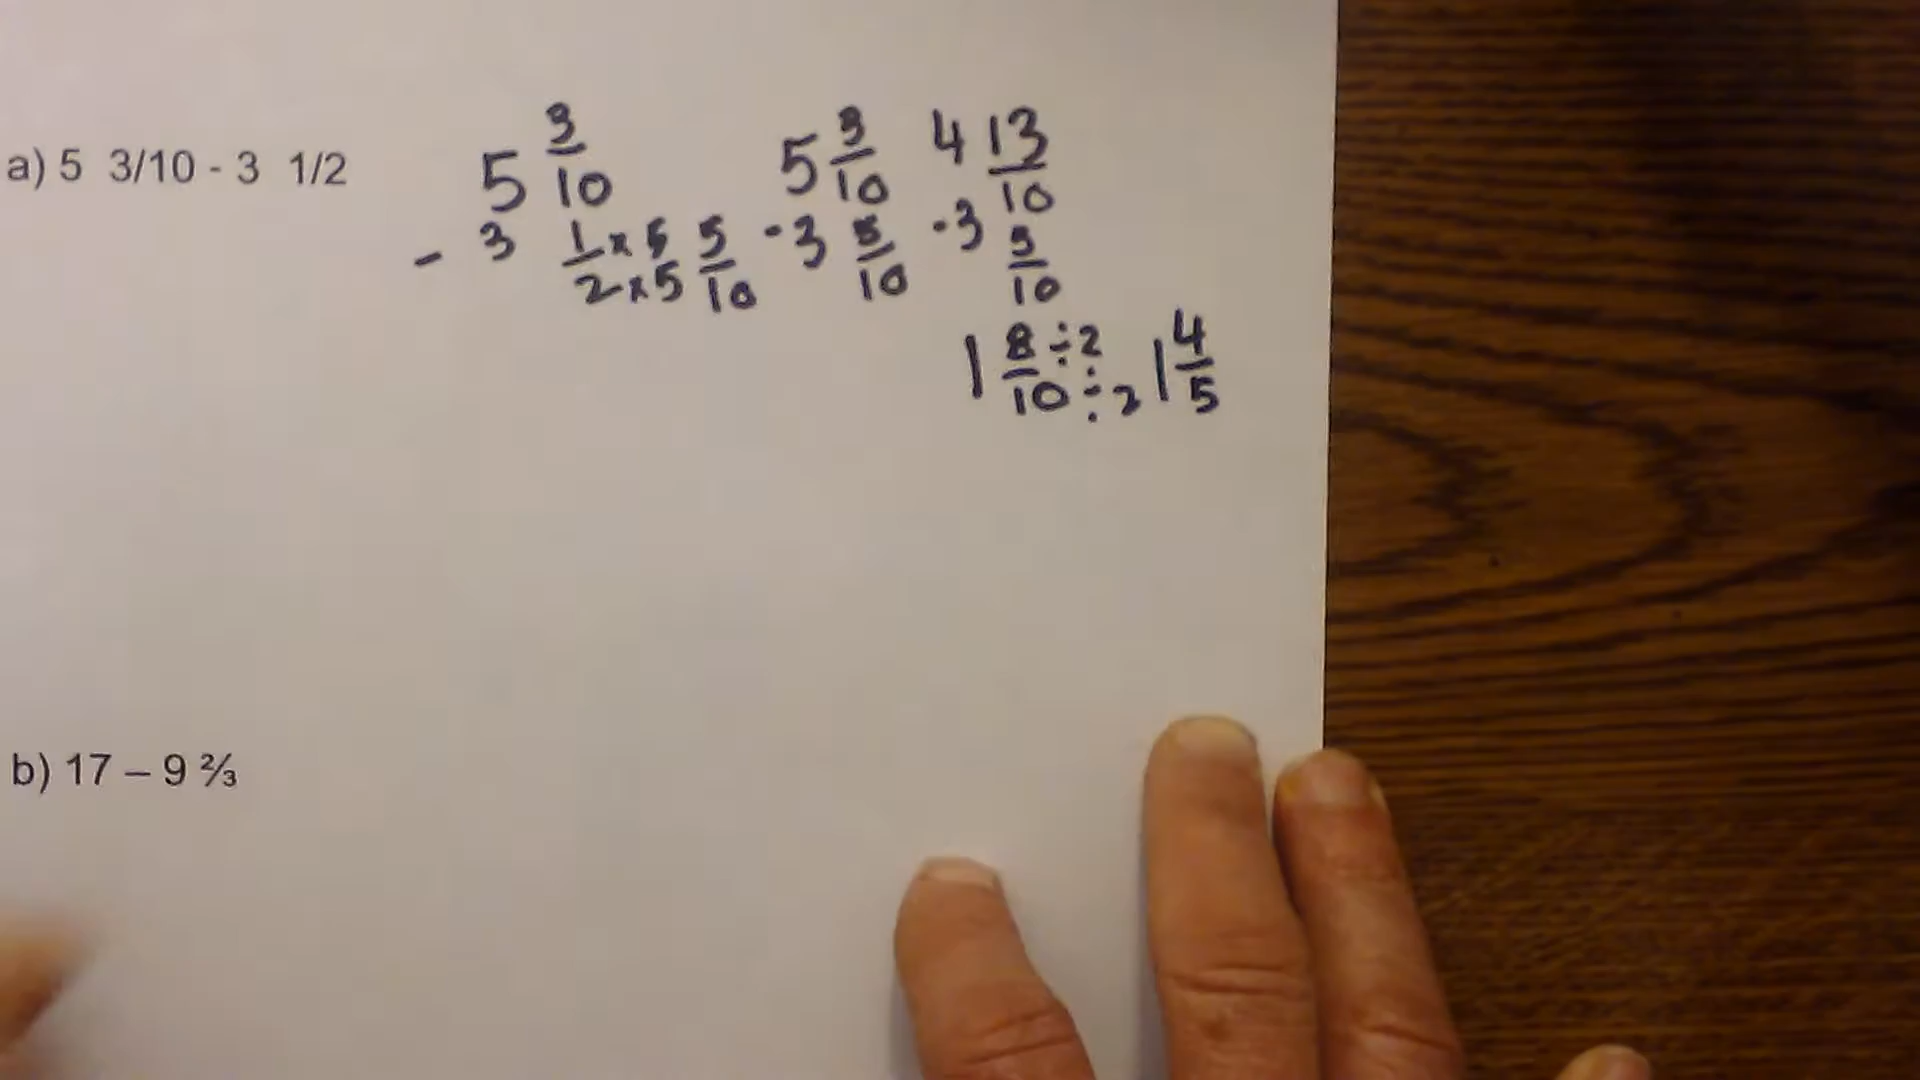 a) 5 3/10 - 3 1/2
5 3/10 5 3/10 4 13/10
- 3 1/2 × 5 × 5 5/10 - 3 5/10 - 3 5/10
1 8/10 ÷ 2 ÷ 2 1 4/5
b) 17 – 9 ⅔